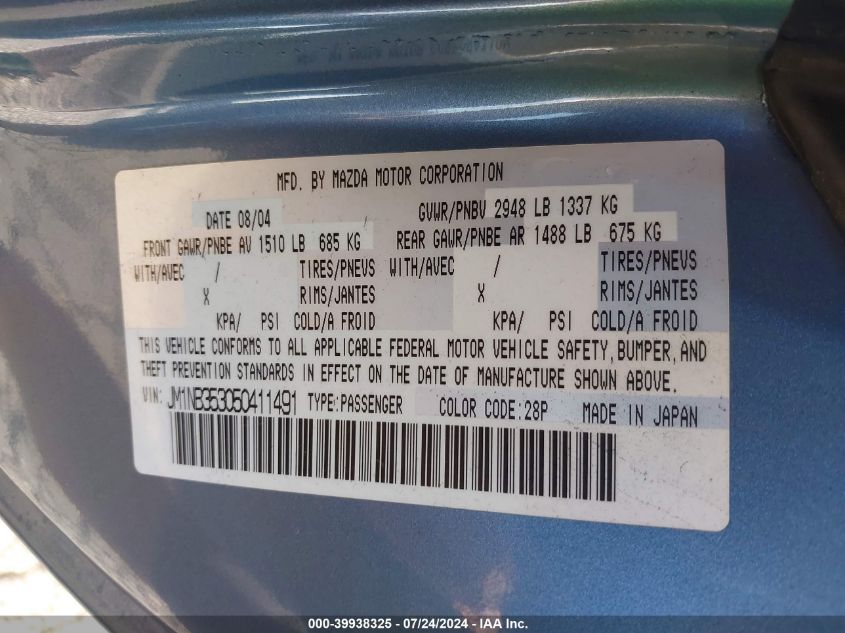 MFD. BY MAZDA MOTOR CORPORATION
DATE 08/04 GVWR/PNBV 2948 LB 1337 KG
FRONT GAWR/PNBE AV 1510 LB 685 KG REAR GAWR/PNBE AR 1488 LB 675 KG
WITH/AVEC / TIRES/PNEUS WITH/AVEC / TIRES/PNEUS
X RIMS/JANTES X RIMS/JANTES
KPA/ PSI COLD/A FROID KPA/ PSI COLD/A FROID
THIS VEHICLE CONFORMS TO ALL APPLICABLE FEDERAL MOTOR VEHICLE SAFETY, BUMPER, AND
THEFT PREVENTION STANDARDS IN EFFECT ON THE DATE OF MANUFACTURE SHOWN ABOVE.
VIN: JM1NB353050411491 TYPE:PASSENGER COLOR CODE:28P MADE IN JAPAN
000-39938325 - 07/24/2024 - IAA Inc.